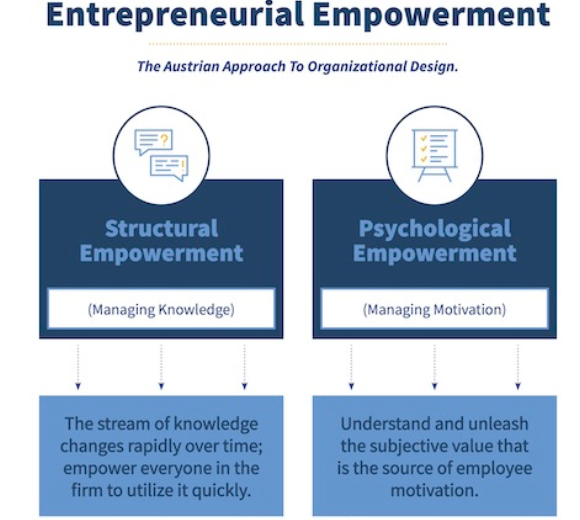 Entrepreneurial Empowerment
The Austrian Approach To Organizational Design.
Structural
Empowerment
(Managing Knowledge)
The stream of knowledge
changes rapidly over time;
empower everyone in the
firm to utilize it quickly.
Psychological
Empowerment
(Managing Motivation)
Understand and unleash
the subjective value that
is the source of employee
motivation.